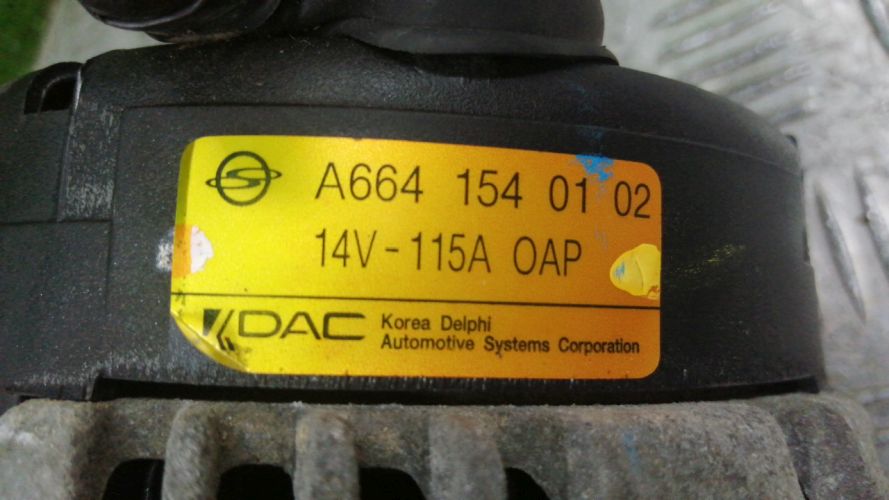 A664 154 01 02
14V-115A OAP
KDAC Korea Delphi
Automotive Systems Corporation